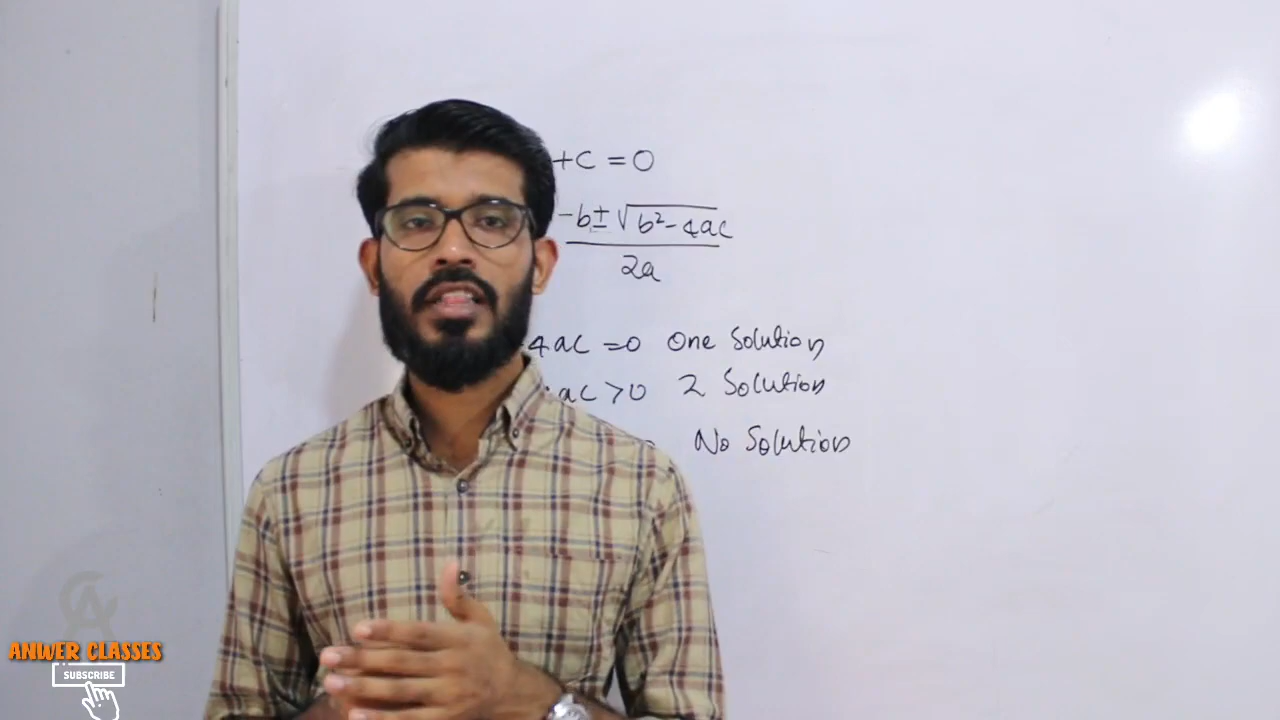 +C = 0
-b ± √b² - 4ac
2a
4ac = 0 One Solution
ac > 0 2 Solution
No Solution
ANWER CLASSES
SUBSCRIBE